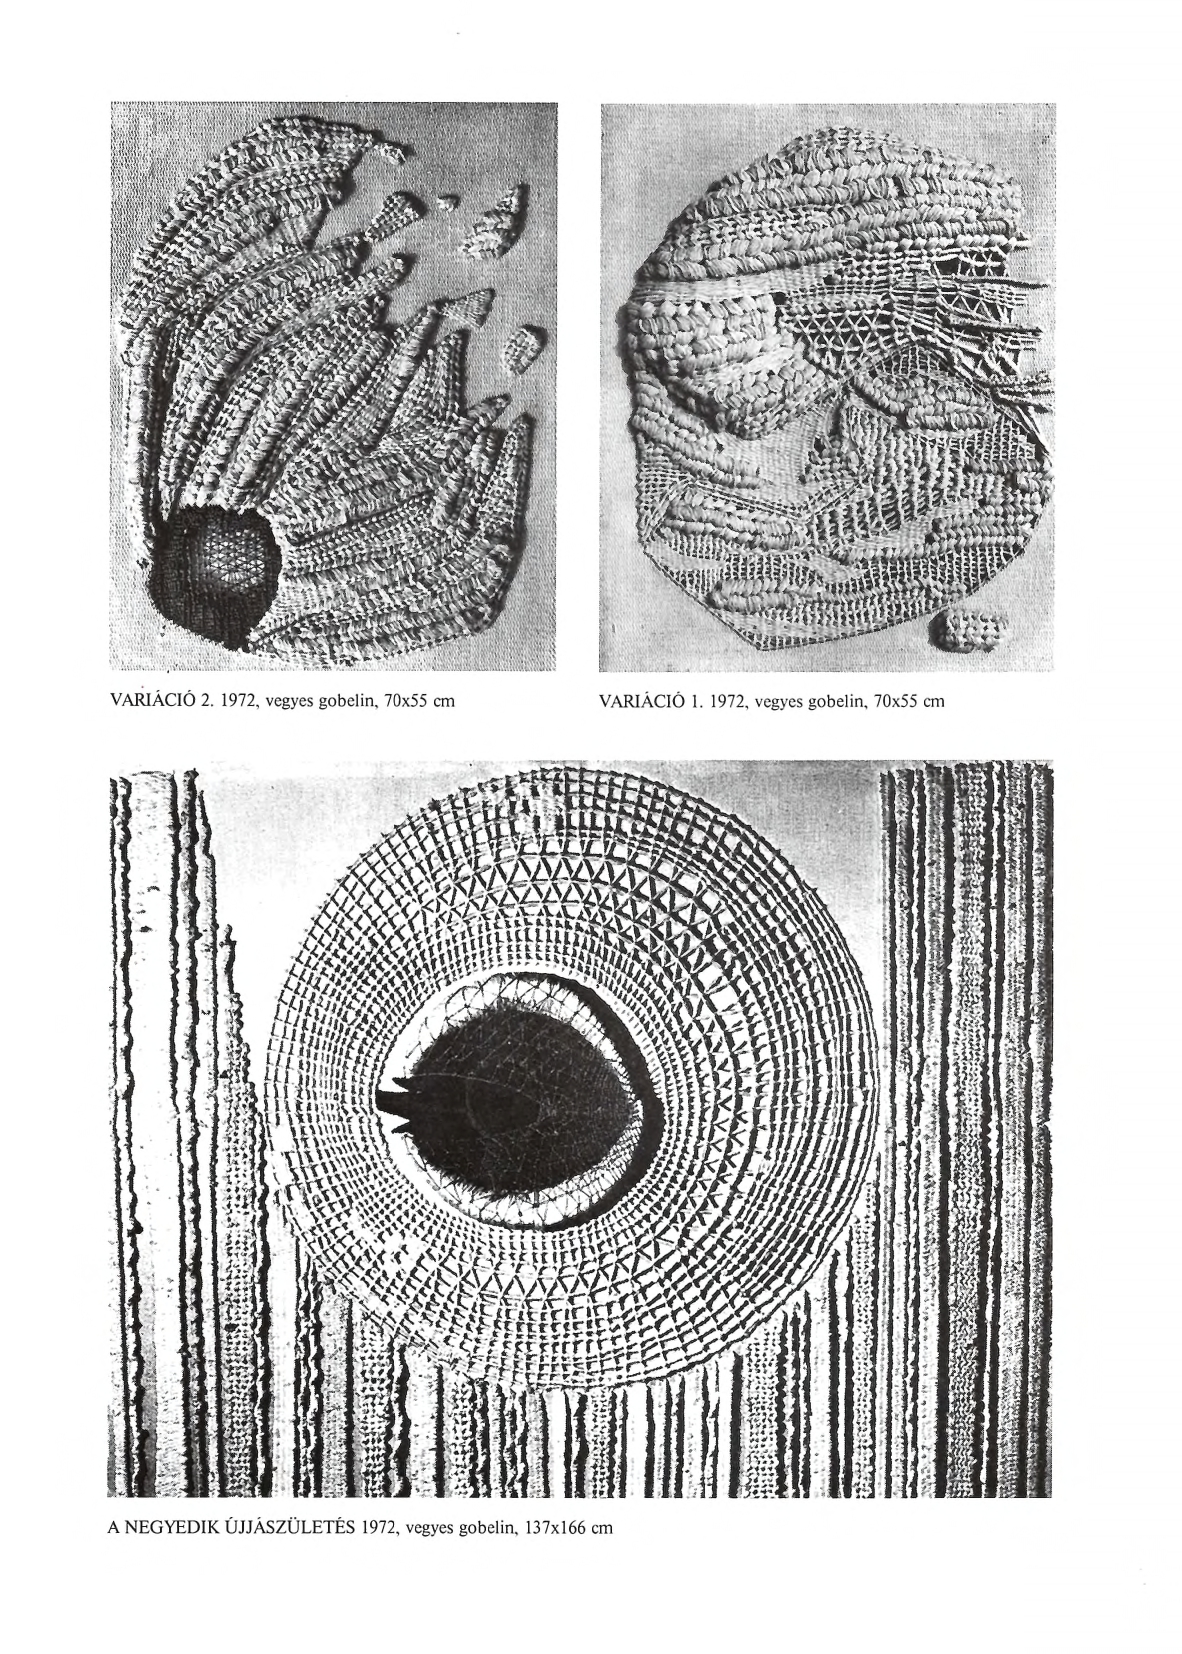 VARIÁCIÓ 2. 1972, vegyes gobelin, 70x55 cm
VARIÁCIÓ 1. 1972, vegyes gobelin, 70x55 cm
A NEGYEDIK ÚJJÁSZÜLETÉS 1972, vegyes gobelin, 137x166 cm